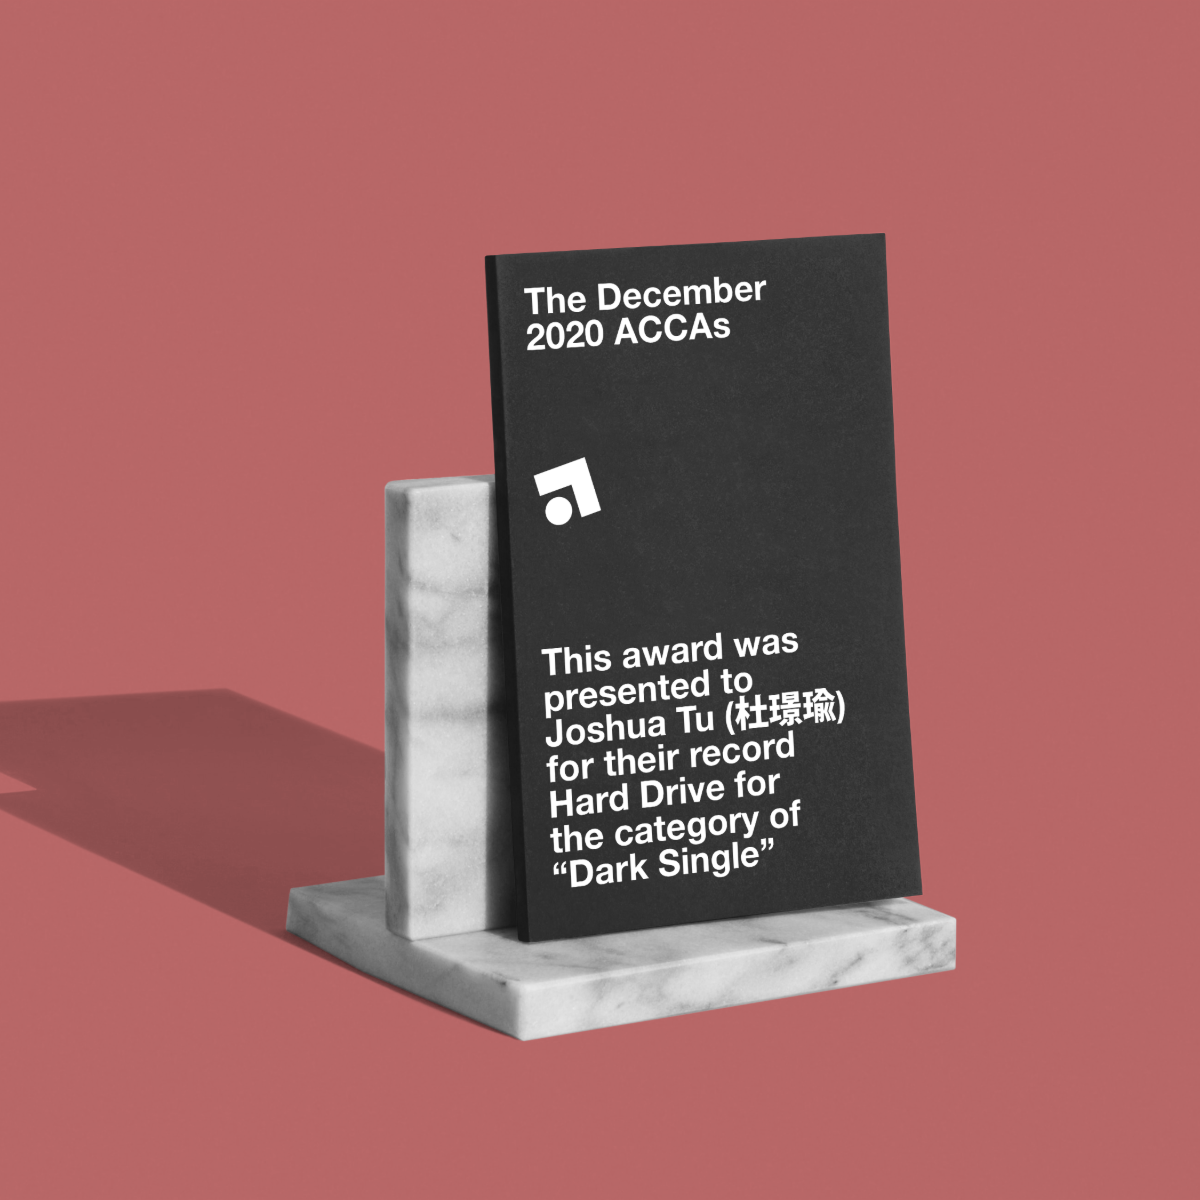 The December
2020 ACCAs
This award was
presented to
Joshua Tu (杜璟瑜)
for their record
Hard Drive for
the category of
“Dark Single”